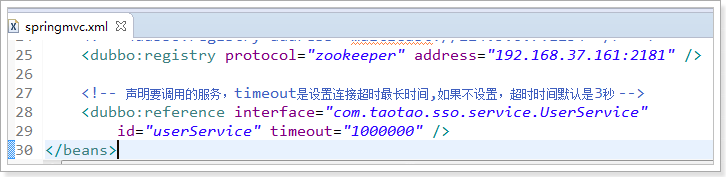 springmvc.xml
25 <dubbo:registry protocol="zookeeper" address="192.168.37.161:2181" />
26
27 <!-- 声明要调用的服务，timeout是设置连接超时最长时间,如果不设置，超时时间默认是3秒 -->
28 <dubbo:reference interface="com.taotao.sso.service.UserService"
29 id="userService" timeout="1000000" />
30 </beans>